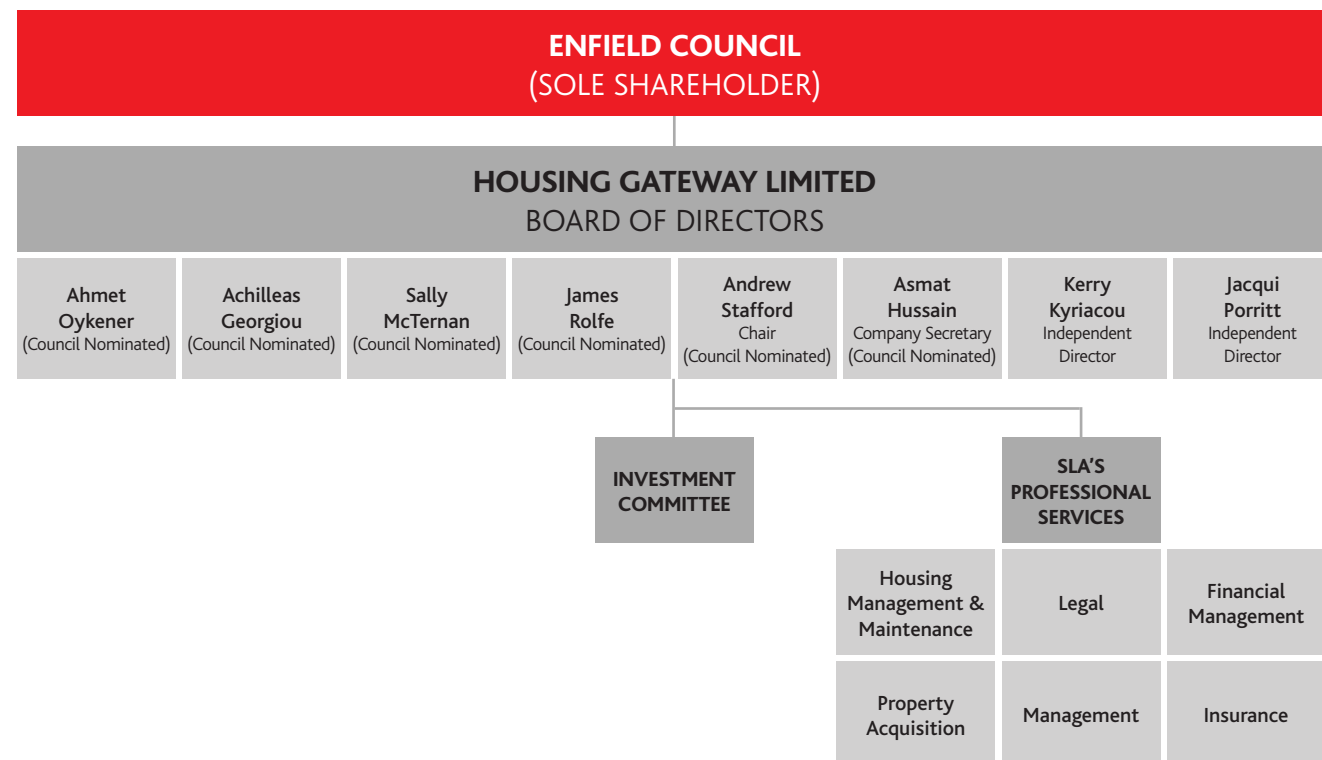 ENFIELD COUNCIL
(SOLE SHAREHOLDER)
HOUSING GATEWAY LIMITED
BOARD OF DIRECTORS
Ahmet
Oykener
(Council Nominated)
Achilleas
Georgiou
(Council Nominated)
Sally
McTernan
(Council Nominated)
James
Rolfe
(Council Nominated)
Andrew
Stafford
Chair
(Council Nominated)
Asmat
Hussain
Company Secretary
(Council Nominated)
Kerry
Kyriacou
Independent
Director
Jacqui
Porritt
Independent
Director
INVESTMENT
COMMITTEE
SLA'S
PROFESSIONAL
SERVICES
Housing
Management &
Maintenance
Legal
Financial
Management
Property
Acquisition
Management
Insurance